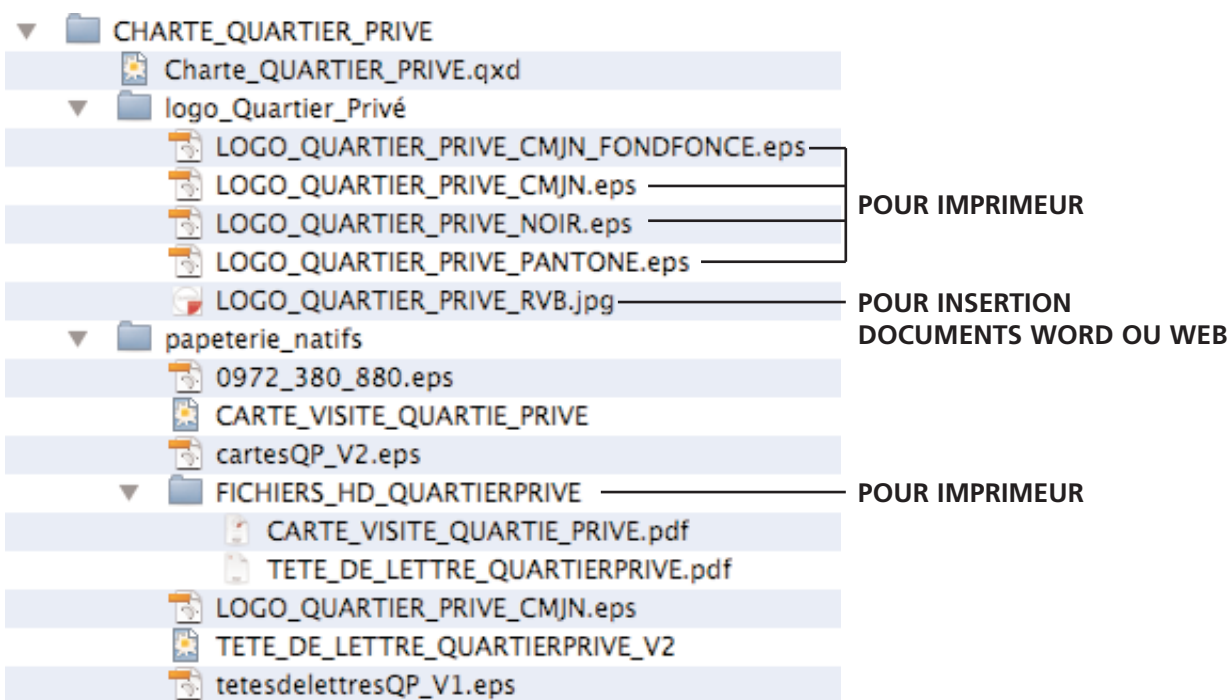 CHARTE_QUARTIER_PRIVE
Charte_QUARTIER_PRIVE.qxd
logo_Quartier_Privé
LOGO_QUARTIER_PRIVE_CMJN_FONDFONCE.eps
LOGO_QUARTIER_PRIVE_CMJN.eps
LOGO_QUARTIER_PRIVE_NOIR.eps
LOGO_QUARTIER_PRIVE_PANTONE.eps
POUR IMPRIMEUR
LOGO_QUARTIER_PRIVE_RVB.jpg
POUR INSERTION
DOCUMENTS WORD OU WEB
papeterie_natifs
0972_380_880.eps
CARTE_VISITE_QUARTIE_PRIVE
cartesQP_V2.eps
FICHIERS_HD_QUARTIERPRIVE
POUR IMPRIMEUR
CARTE_VISITE_QUARTIE_PRIVE.pdf
TETE_DE_LETTRE_QUARTIERPRIVE.pdf
LOGO_QUARTIER_PRIVE_CMJN.eps
TETE_DE_LETTRE_QUARTIERPRIVE_V2
tetesdelettresQP_V1.eps